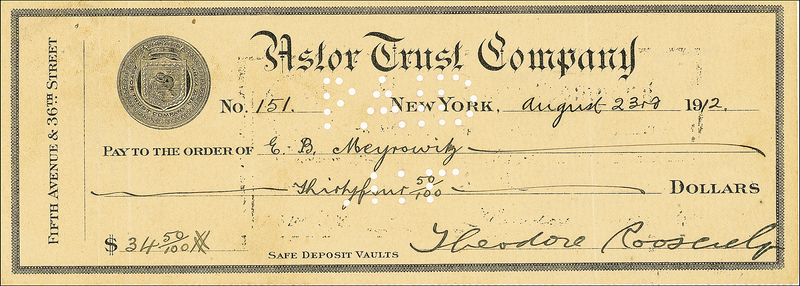 FIFTH AVENUE & 36TH. STREET
Astor Trust Company
No. 151. NEW YORK, August 23rd 1912.
PAY TO THE ORDER OF E. B. Meyrowitz
Thirtyfour 50/100 DOLLARS
$ 34 50/100
SAFE DEPOSIT VAULTS Theodore Roosevelt